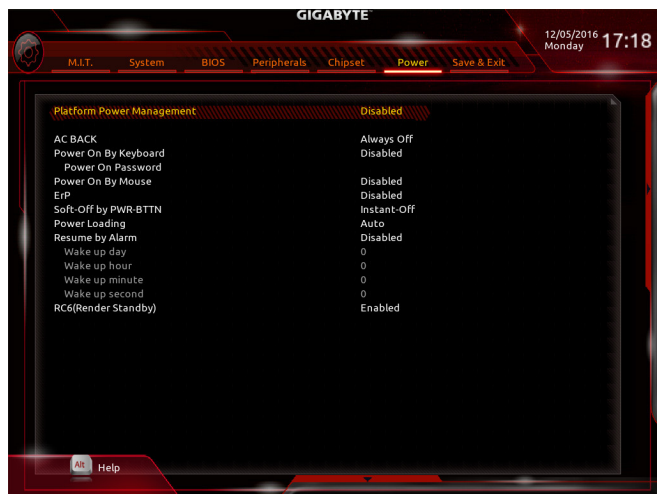 GIGABYTE™
12/05/2016 Monday 17:18
M.I.T. System BIOS Peripherals Chipset Power Save & Exit
Platform Power Management Disabled
AC BACK Always Off
Power On By Keyboard Disabled
Power On Password
Power On By Mouse Disabled
ErP Disabled
Soft-Off by PWR-BTTN Instant-Off
Power Loading Auto
Resume by Alarm Disabled
Wake up day 0
Wake up hour 0
Wake up minute 0
Wake up second 0
RC6(Render Standby) Enabled
Alt Help